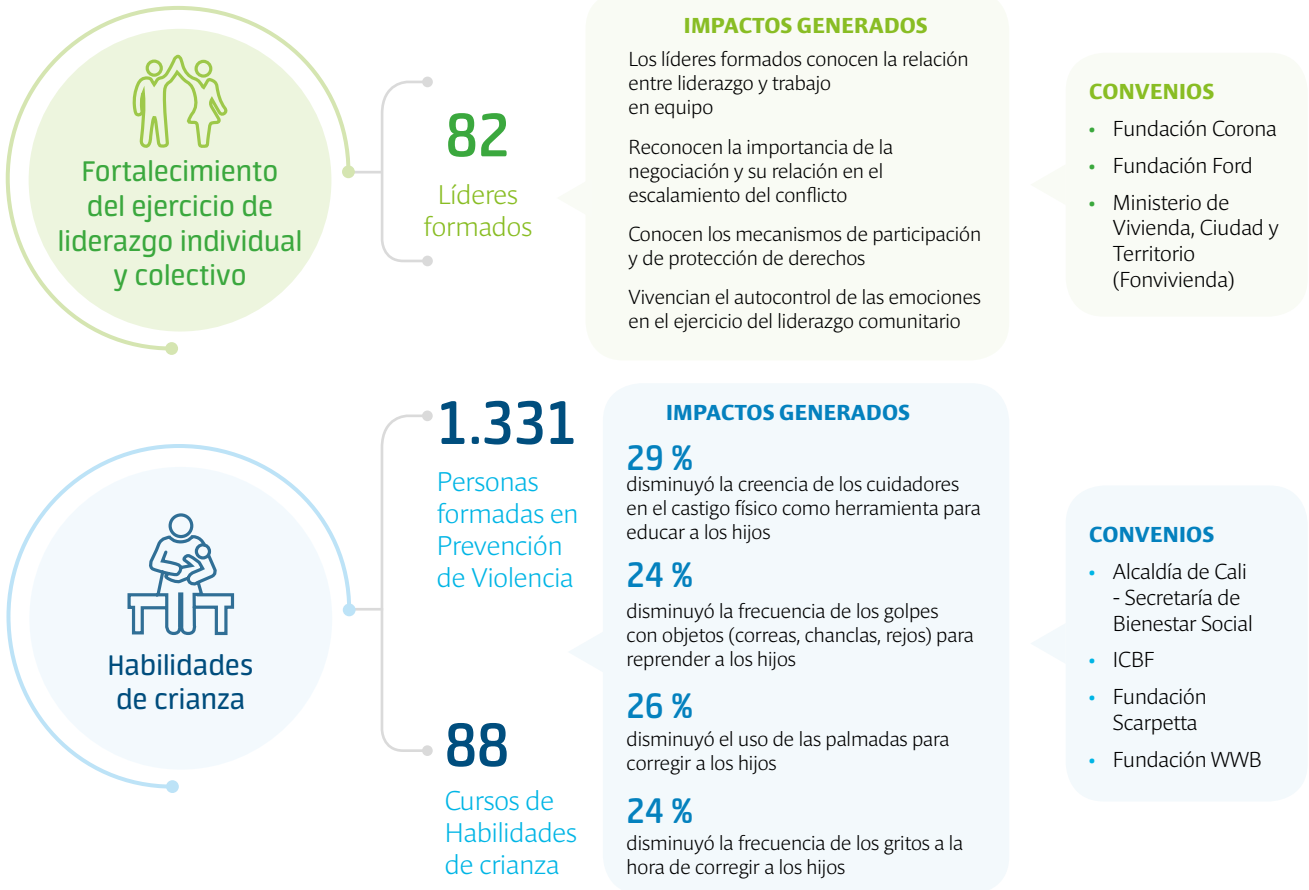 Fortalecimiento
del ejercicio de
liderazgo individual
y colectivo
82
Líderes
formados
IMPACTOS GENERADOS
Los líderes formados conocen la relación
entre liderazgo y trabajo
en equipo
Reconocen la importancia de la
negociación y su relación en el
escalamiento del conflicto
Conocen los mecanismos de participación
y de protección de derechos
Vivencian el autocontrol de las emociones
en el ejercicio del liderazgo comunitario
CONVENIOS
• Fundación Corona
• Fundación Ford
• Ministerio de
Vivienda, Ciudad y
Territorio
(Fonvivienda)
Habilidades
de crianza
1.331
Personas
formadas en
Prevención
de Violencia
88
Cursos de
Habilidades
de crianza
IMPACTOS GENERADOS
29 %
disminuyó la creencia de los cuidadores
en el castigo físico como herramienta para
educar a los hijos
24 %
disminuyó la frecuencia de los golpes
con objetos (correas, chanclas, rejos) para
reprender a los hijos
26 %
disminuyó el uso de las palmadas para
corregir a los hijos
24 %
disminuyó la frecuencia de los gritos a la
hora de corregir a los hijos
CONVENIOS
• Alcaldía de Cali
- Secretaría de
Bienestar Social
• ICBF
• Fundación
Scarpetta
• Fundación WWB